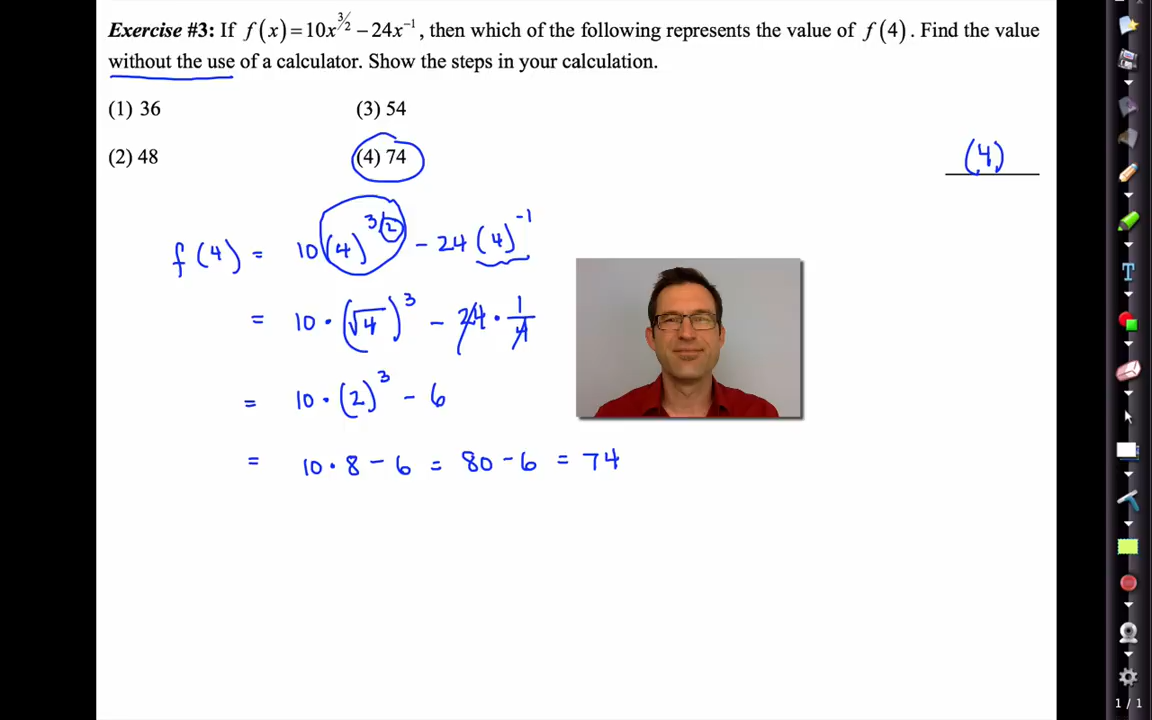 Exercise #3: If f(x)=10x^{3/2} − 24x^{−1}, then which of the following represents the value of f(4). Find the value
without the use of a calculator. Show the steps in your calculation.
(1) 36 (3) 54
(2) 48 (4) 74 (4)
f(4) = 10(4)^{3/2} − 24(4)^{−1}
= 10 · (√4)^3 − 24 · 1/4
= 10 · (2)^3 − 6
= 10 · 8 − 6 = 80 − 6 = 74
T
1 / 1